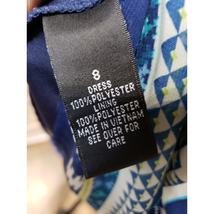 8
DRESS
100%POLYESTER
LINING
100%POLYESTER
MADE IN VIETNAM
SEE OVER FOR
CARE